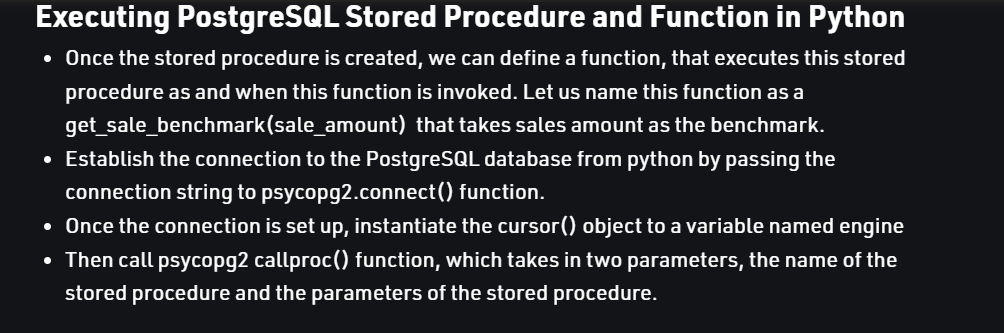 Executing PostgreSQL Stored Procedure and Function in Python
• Once the stored procedure is created, we can define a function, that executes this stored
procedure as and when this function is invoked. Let us name this function as a
get_sale_benchmark(sale_amount) that takes sales amount as the benchmark.
• Establish the connection to the PostgreSQL database from python by passing the
connection string to psycopg2.connect() function.
• Once the connection is set up, instantiate the cursor() object to a variable named engine
• Then call psycopg2 callproc() function, which takes in two parameters, the name of the
stored procedure and the parameters of the stored procedure.